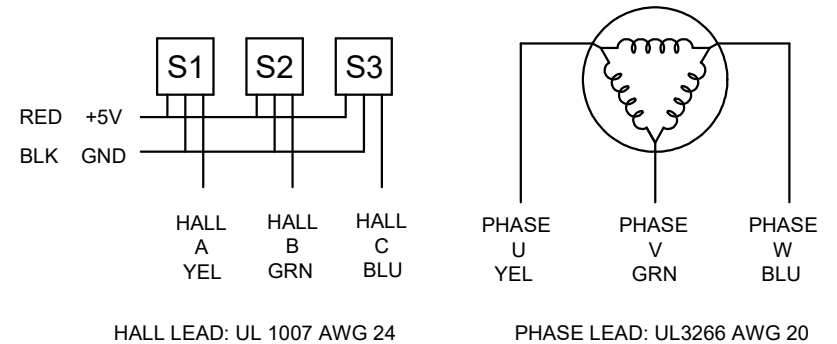 S1 S2 S3
RED +5V
BLK GND
HALL HALL HALL
A B C
YEL GRN BLU
PHASE PHASE PHASE
U V W
YEL GRN BLU
HALL LEAD: UL 1007 AWG 24
PHASE LEAD: UL3266 AWG 20